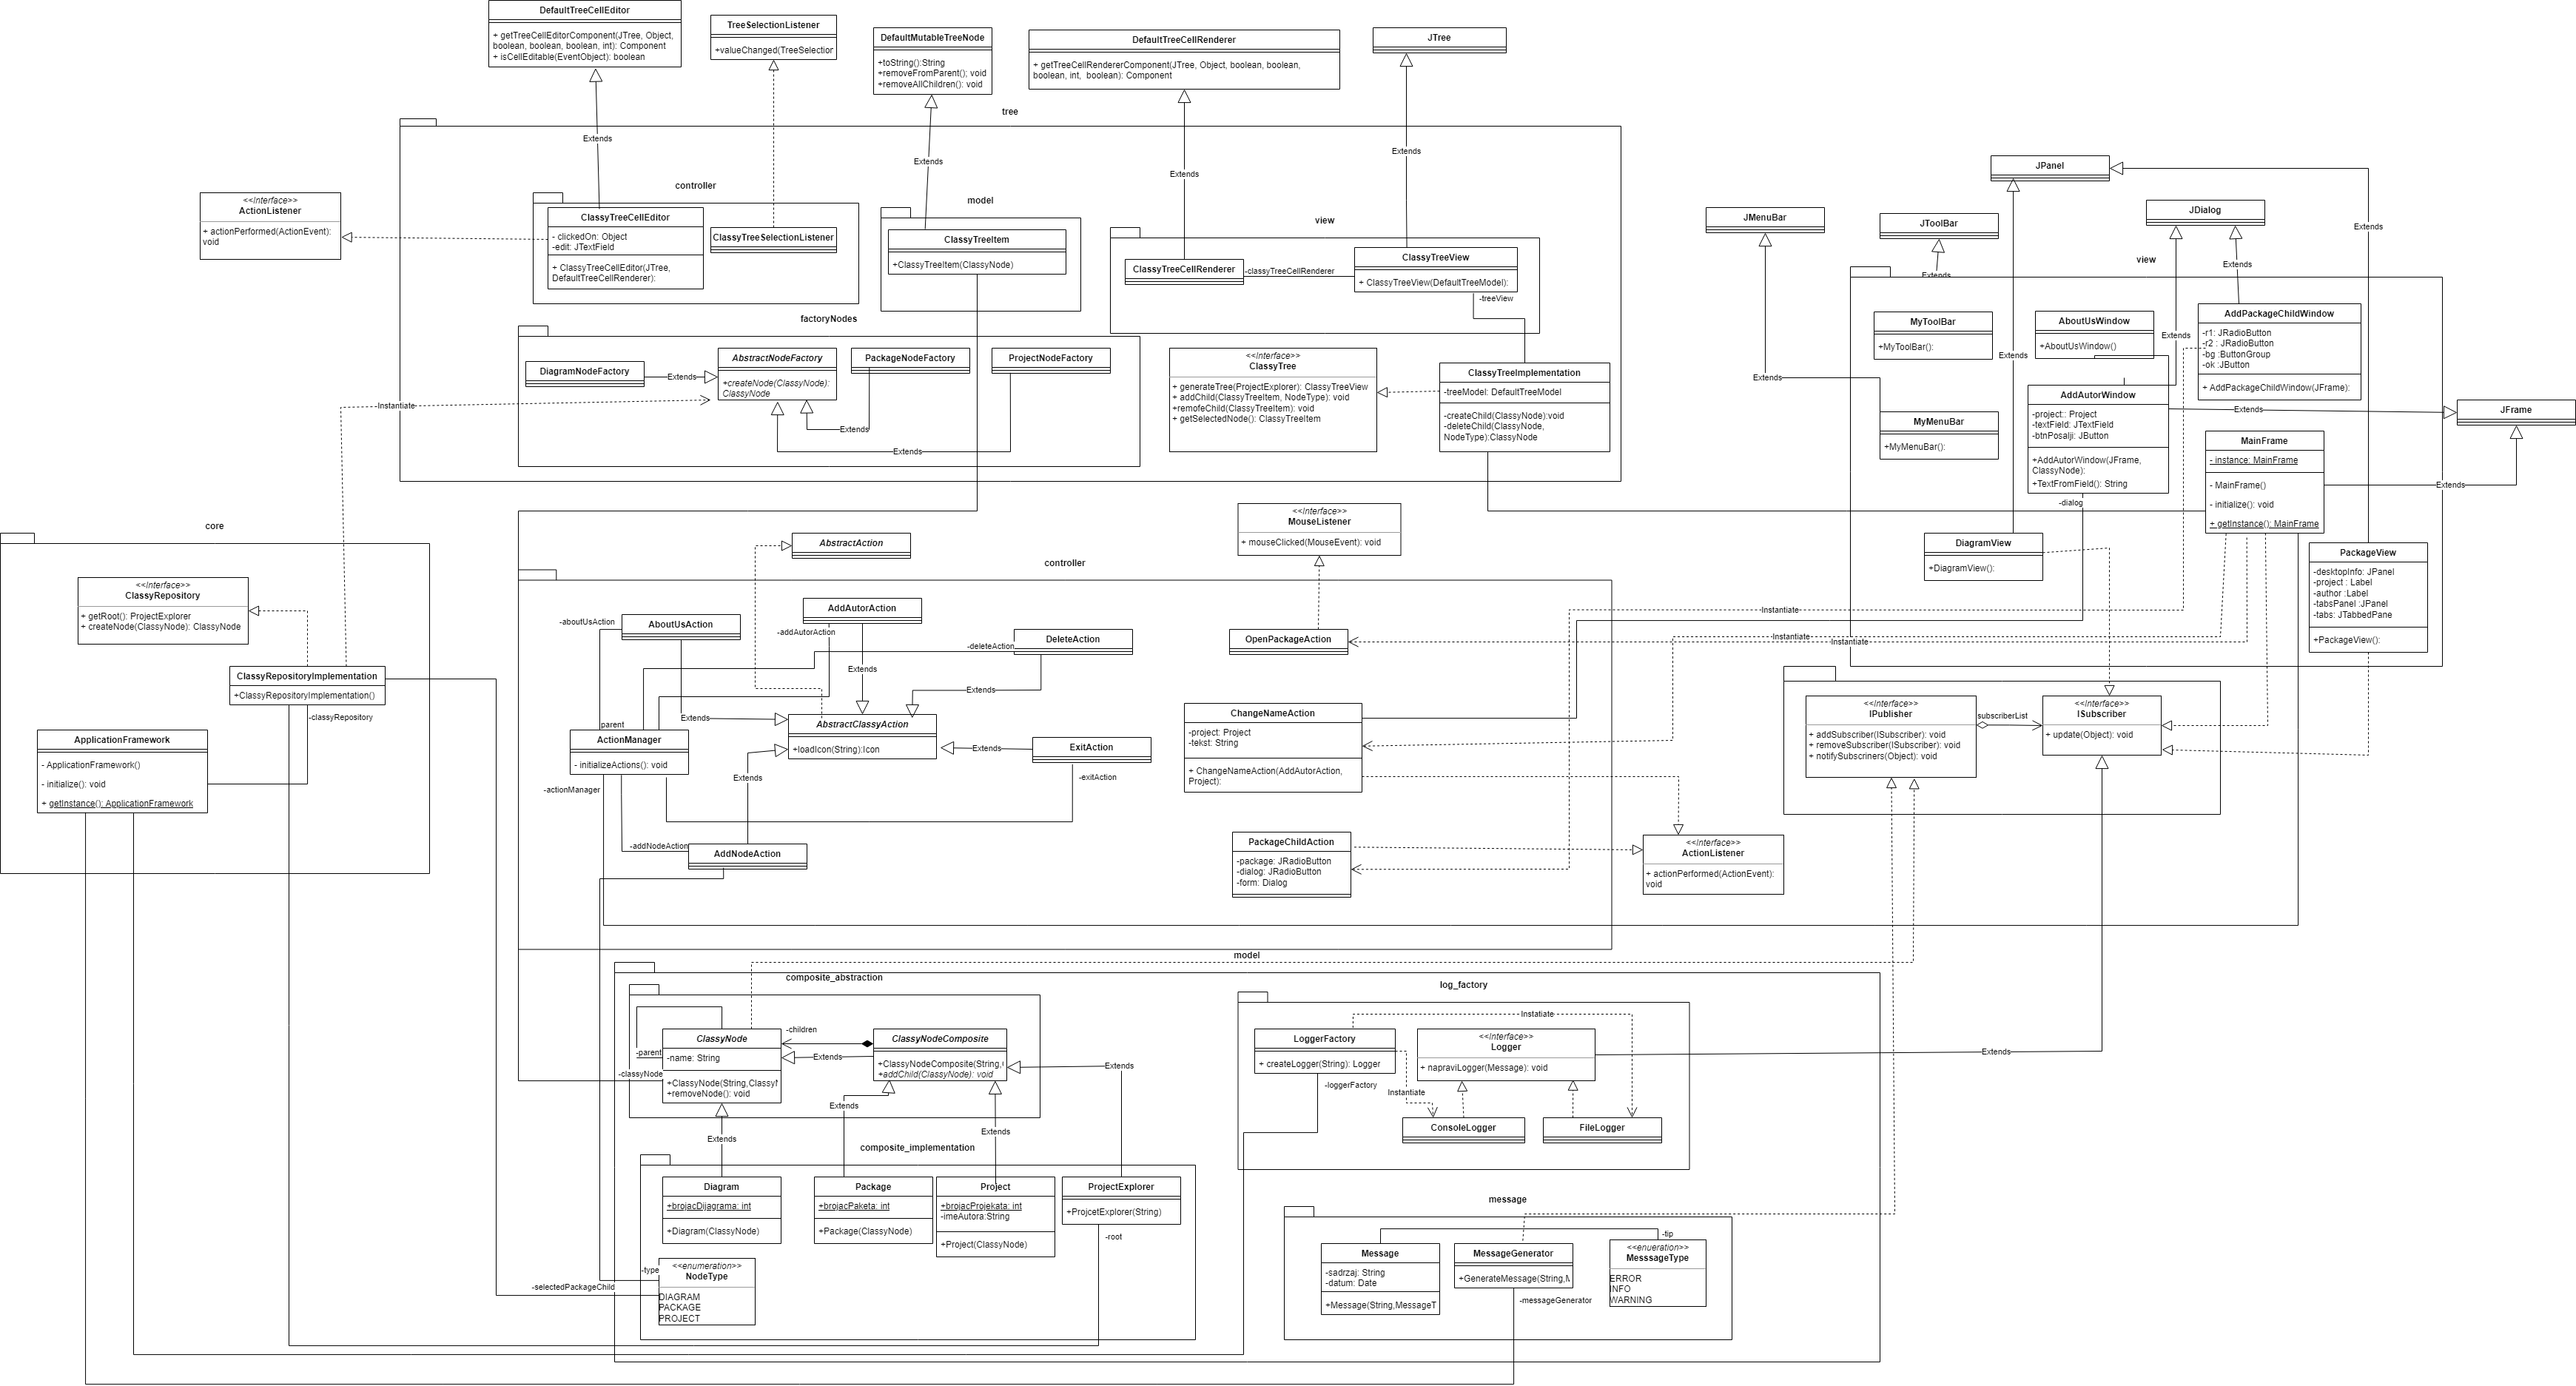 DefaultTreeCellEditor
+ getTreeCellEditorComponent(JTree, Object,
boolean, boolean, boolean, int): Component
+ isCellEditable(EventObject): boolean
TreeSelectionListener
+valueChanged(TreeSelection
DefaultMutableTreeNode
+toString():String
+removeFromParent(); void
+removeAllChildren(): void
DefaultTreeCellRenderer
+ getTreeCellRendererComponent(JTree, Object, boolean, boolean,
boolean, int, boolean): Component
JTree
tree
Extends
Extends
Extends
Extends
<<Interface>>
ActionListener
+ actionPerformed(ActionEvent):
void
controller
ClassyTreeCellEditor
- clickedOn: Object
-edit: JTextField
+ ClassyTreeCellEditor(JTree,
DefaultTreeCellRenderer):
ClassyTreeSelectionListener
model
ClassyTreeItem
+ClassyTreeItem(ClassyNode)
view
ClassyTreeCellRenderer
-classyTreeCellRenderer
ClassyTreeView
+ ClassyTreeView(DefaultTreeModel):
-treeView
factoryNodes
DiagramNodeFactory
Extends
AbstractNodeFactory
+createNode(ClassyNode):
ClassyNode
PackageNodeFactory
ProjectNodeFactory
Extends
Extends
Instantiate
<<Interface>>
ClassyTree
+ generateTree(ProjectExplorer): ClassyTreeView
+ addChild(ClassyTreeItem, NodeType): void
+remofeChild(ClassyTreeItem): void
+ getSelectedNode(): ClassyTreeItem
ClassyTreeImplementation
-treeModel: DefaultTreeModel
-createChild(ClassyNode):void
-deleteChild(ClassyNode,
NodeType):ClassyNode
JPanel
JMenuBar
JToolBar
JDialog
Extends
view
Extends
Extends
MyToolBar
+MyToolBar():
AboutUsWindow
+AboutUsWindow()
Extends
AddPackageChildWindow
-r1: JRadioButton
-r2 : JRadioButton
-bg :ButtonGroup
-ok :JButton
+ AddPackageChildWindow(JFrame):
Extends
Extends
AddAutorWindow
-project:: Project
-textField: JTextField
-btnPosalji: JButton
+AddAutorWindow(JFrame,
ClassyNode):
+TextFromField(): String
-dialog
Extends
JFrame
MyMenuBar
+MyMenuBar():
MainFrame
- instance: MainFrame
- MainFrame()
- initialize(): void
+ getInstance(): MainFrame
Extends
DiagramView
+DiagramView():
PackageView
-desktopInfo: JPanel
-project : Label
-author :Label
-tabsPanel :JPanel
-tabs: JTabbedPane
+PackageView():
Instantiate
Instantiate
Instantiate
core
<<Interface>>
ClassyRepository
+ getRoot(): ProjectExplorer
+ createNode(ClassyNode): ClassyNode
ClassyRepositoryImplementation
+ClassyRepositoryImplementation()
-classyRepository
ApplicationFramework
- ApplicationFramework()
- initialize(): void
+ getInstance(): ApplicationFramework
<<Interface>>
MouseListener
+ mouseClicked(MouseEvent): void
AbstractAction
controller
-aboutUsAction
AboutUsAction
AddAutorAction
-addAutorAction
DeleteAction
-deleteAction
OpenPackageAction
Extends
Extends
Extends
parent
ActionManager
- initializeActions(): void
-actionManager
AbstractClassyAction
+loadIcon(String):Icon
Extends
ExitAction
-exitAction
Extends
-addNodeAction
AddNodeAction
ChangeNameAction
-project: Project
-tekst: String
+ ChangeNameAction(AddAutorAction,
Project):
PackageChildAction
-package: JRadioButton
-dialog: JRadioButton
-form: Dialog
<<Interface>>
ActionListener
+ actionPerformed(ActionEvent):
void
<<Interface>>
IPublisher
+ addSubscriber(ISubscriber): void
+ removeSubscriber(ISubscriber): void
+ notifySubscriners(Object): void
subscriberList
<<Interface>>
ISubscriber
+ update(Object): void
model
composite_abstraction
ClassyNode
-name: String
+ClassyNode(String,Classyl
+removeNode(): void
-parent
-classyNode
-children
Extends
ClassyNodeComposite
+ClassyNodeComposite(String,
+addChild(ClassyNode): void
Extends
Extends
Extends
Extends
composite_implementation
Diagram
+brojacDijagrama: int
+Diagram(ClassyNode)
Package
+brojacPaketa: int
+Package(ClassyNode)
Project
+brojacProjekata: int
-imeAutora:String
+Project(ClassyNode)
ProjectExplorer
+ProjcetExplorer(String)
-root
-type
-selectedPackageChild
<<enumeration>>
NodeType
DIAGRAM
PACKAGE
PROJECT
log_factory
LoggerFactory
+ createLogger(String): Logger
-loggerFactory
Instatiate
Instantiate
<<Interface>>
Logger
+ napraviLogger(Message): void
Extends
ConsoleLogger
FileLogger
message
Message
-sadrzaj: String
-datum: Date
+Message(String,MessageT
MessageGenerator
+GenerateMessage(String,
-messageGenerator
-tip
<<enueration>>
MesssageType
ERROR
INFO
WARNING